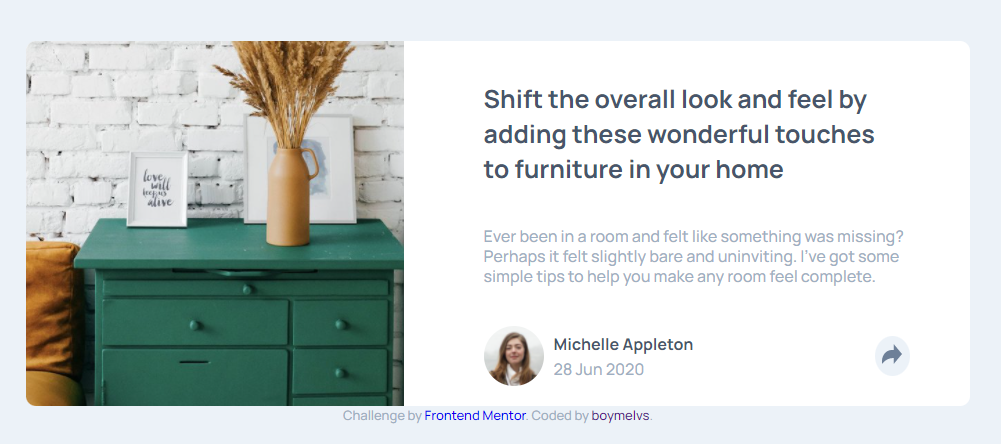 love
will
keep us
alive
Shift the overall look and feel by
adding these wonderful touches
to furniture in your home
Ever been in a room and felt like something was missing?
Perhaps it felt slightly bare and uninviting. I’ve got some
simple tips to help you make any room feel complete.
Michelle Appleton
28 Jun 2020
Challenge by Frontend Mentor. Coded by boymelvs.